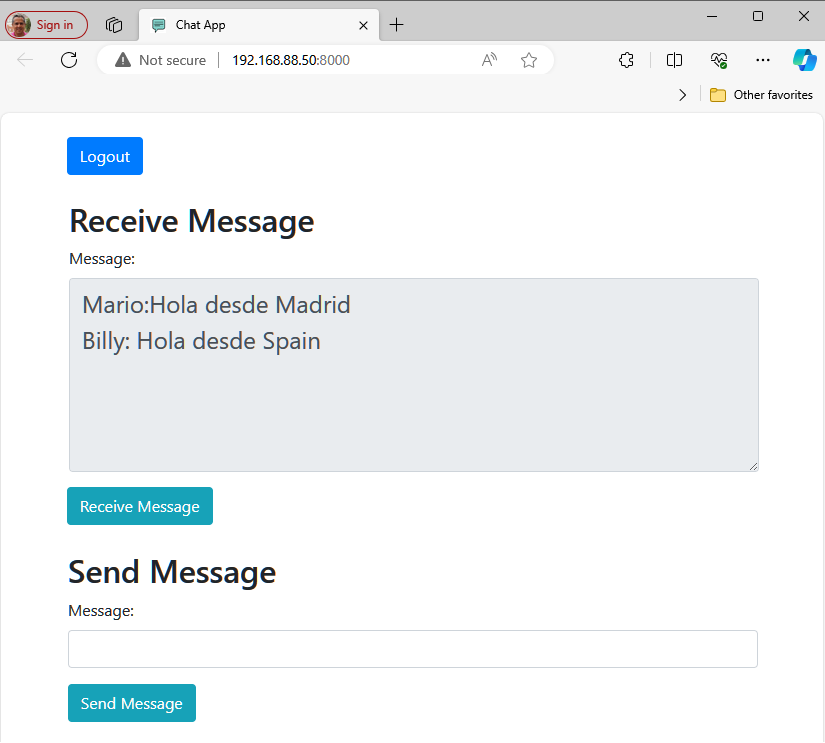 Sign in
Chat App
Not secure
192.168.88.50:8000
Other favorites
Logout
Receive Message
Message:
Mario:Hola desde Madrid
Billy: Hola desde Spain
Receive Message
Send Message
Message:
Send Message